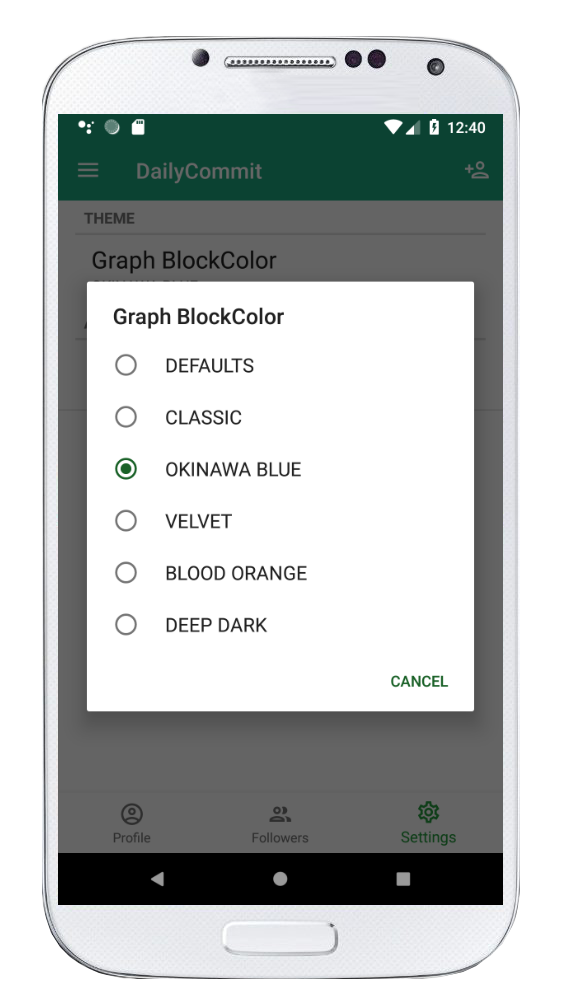 12:40
DailyCommit
THEME
Graph BlockColor
Graph BlockColor
DEFAULTS
CLASSIC
OKINAWA BLUE
VELVET
BLOOD ORANGE
DEEP DARK
CANCEL
Profile
Followers
Settings